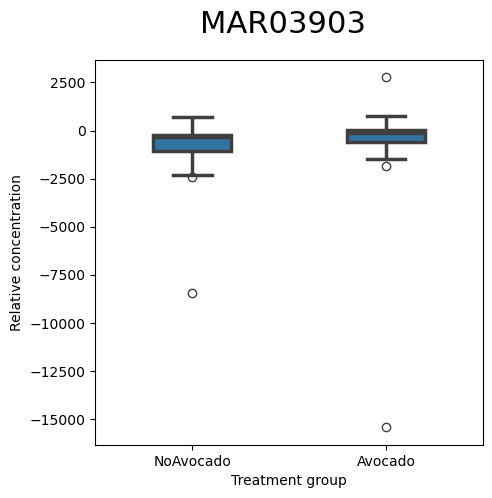 MAR03903
2500
0
−2500
−5000
−7500
−10000
−12500
−15000
Relative concentration
NoAvocado
Avocado
Treatment group